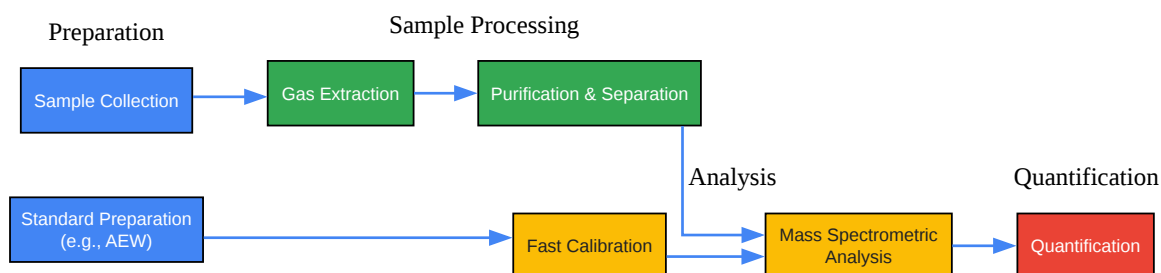 Preparation
Sample Processing
Sample Collection
Gas Extraction
Purification & Separation
Analysis
Quantification
Standard Preparation
(e.g., AEW)
Fast Calibration
Mass Spectrometric
Analysis
Quantification